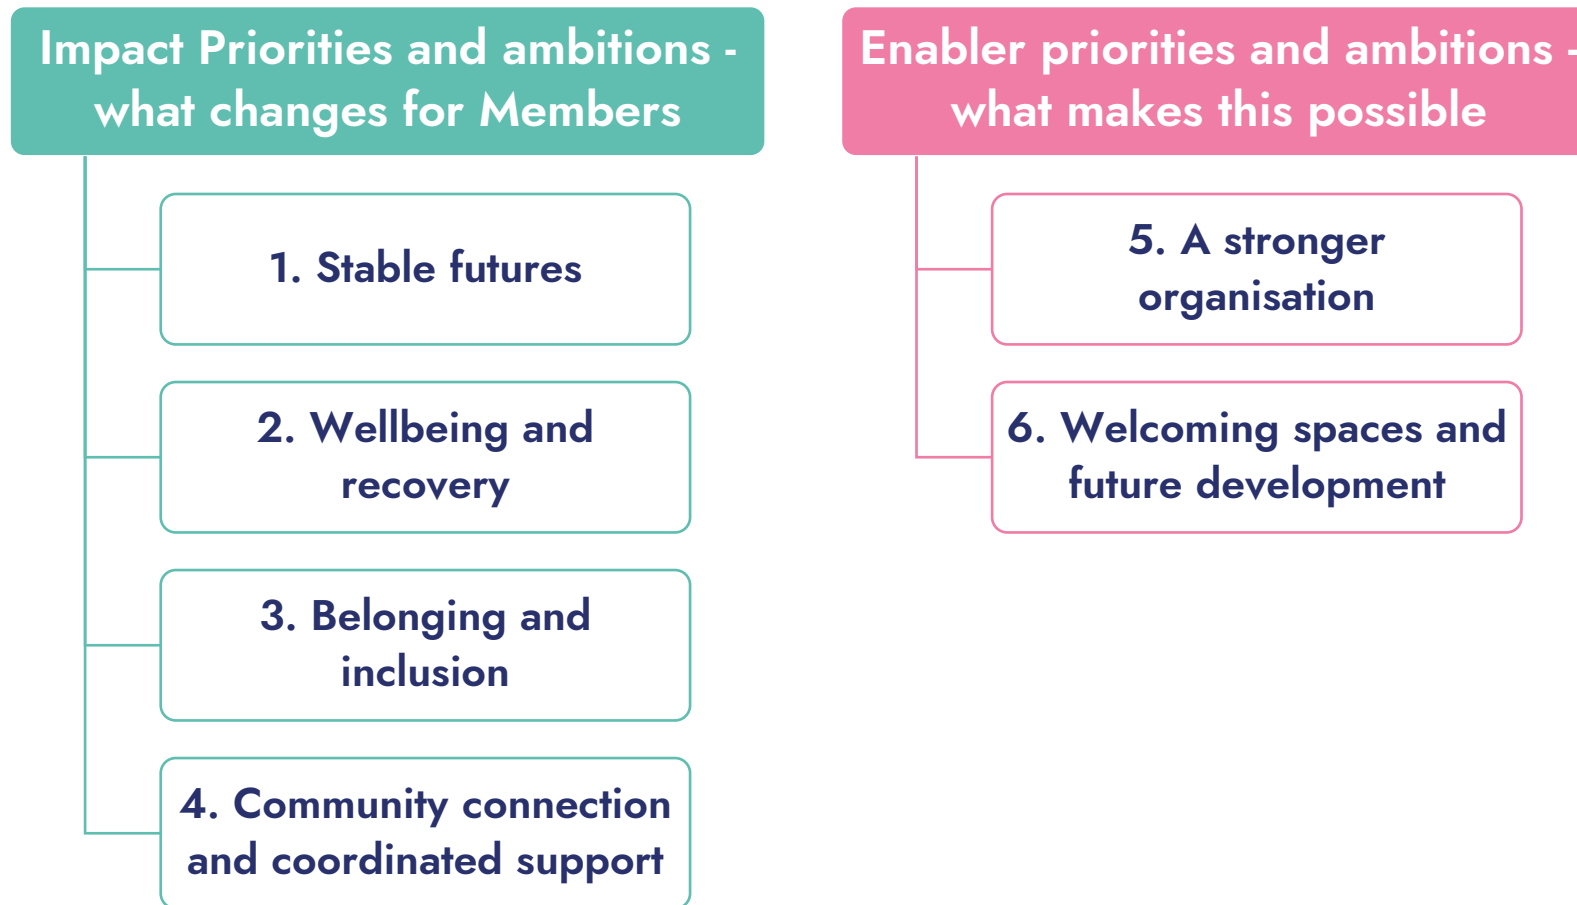 Impact Priorities and ambitions -
what changes for Members
1. Stable futures
2. Wellbeing and
recovery
3. Belonging and
inclusion
4. Community connection
and coordinated support
Enabler priorities and ambitions -
what makes this possible
5. A stronger
organisation
6. Welcoming spaces and
future development